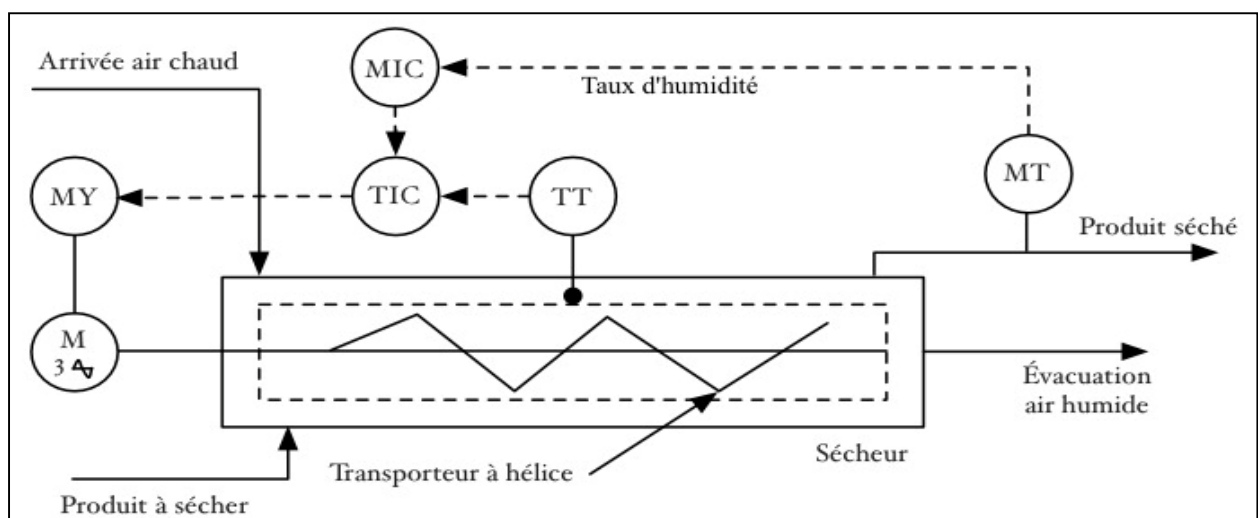 Arrivée air chaud
MIC
Taux d'humidité
MY
TIC
TT
MT
Produit séché
M
3
Évacuation
air humide
Sécheur
Transporteur à hélice
Produit à sécher